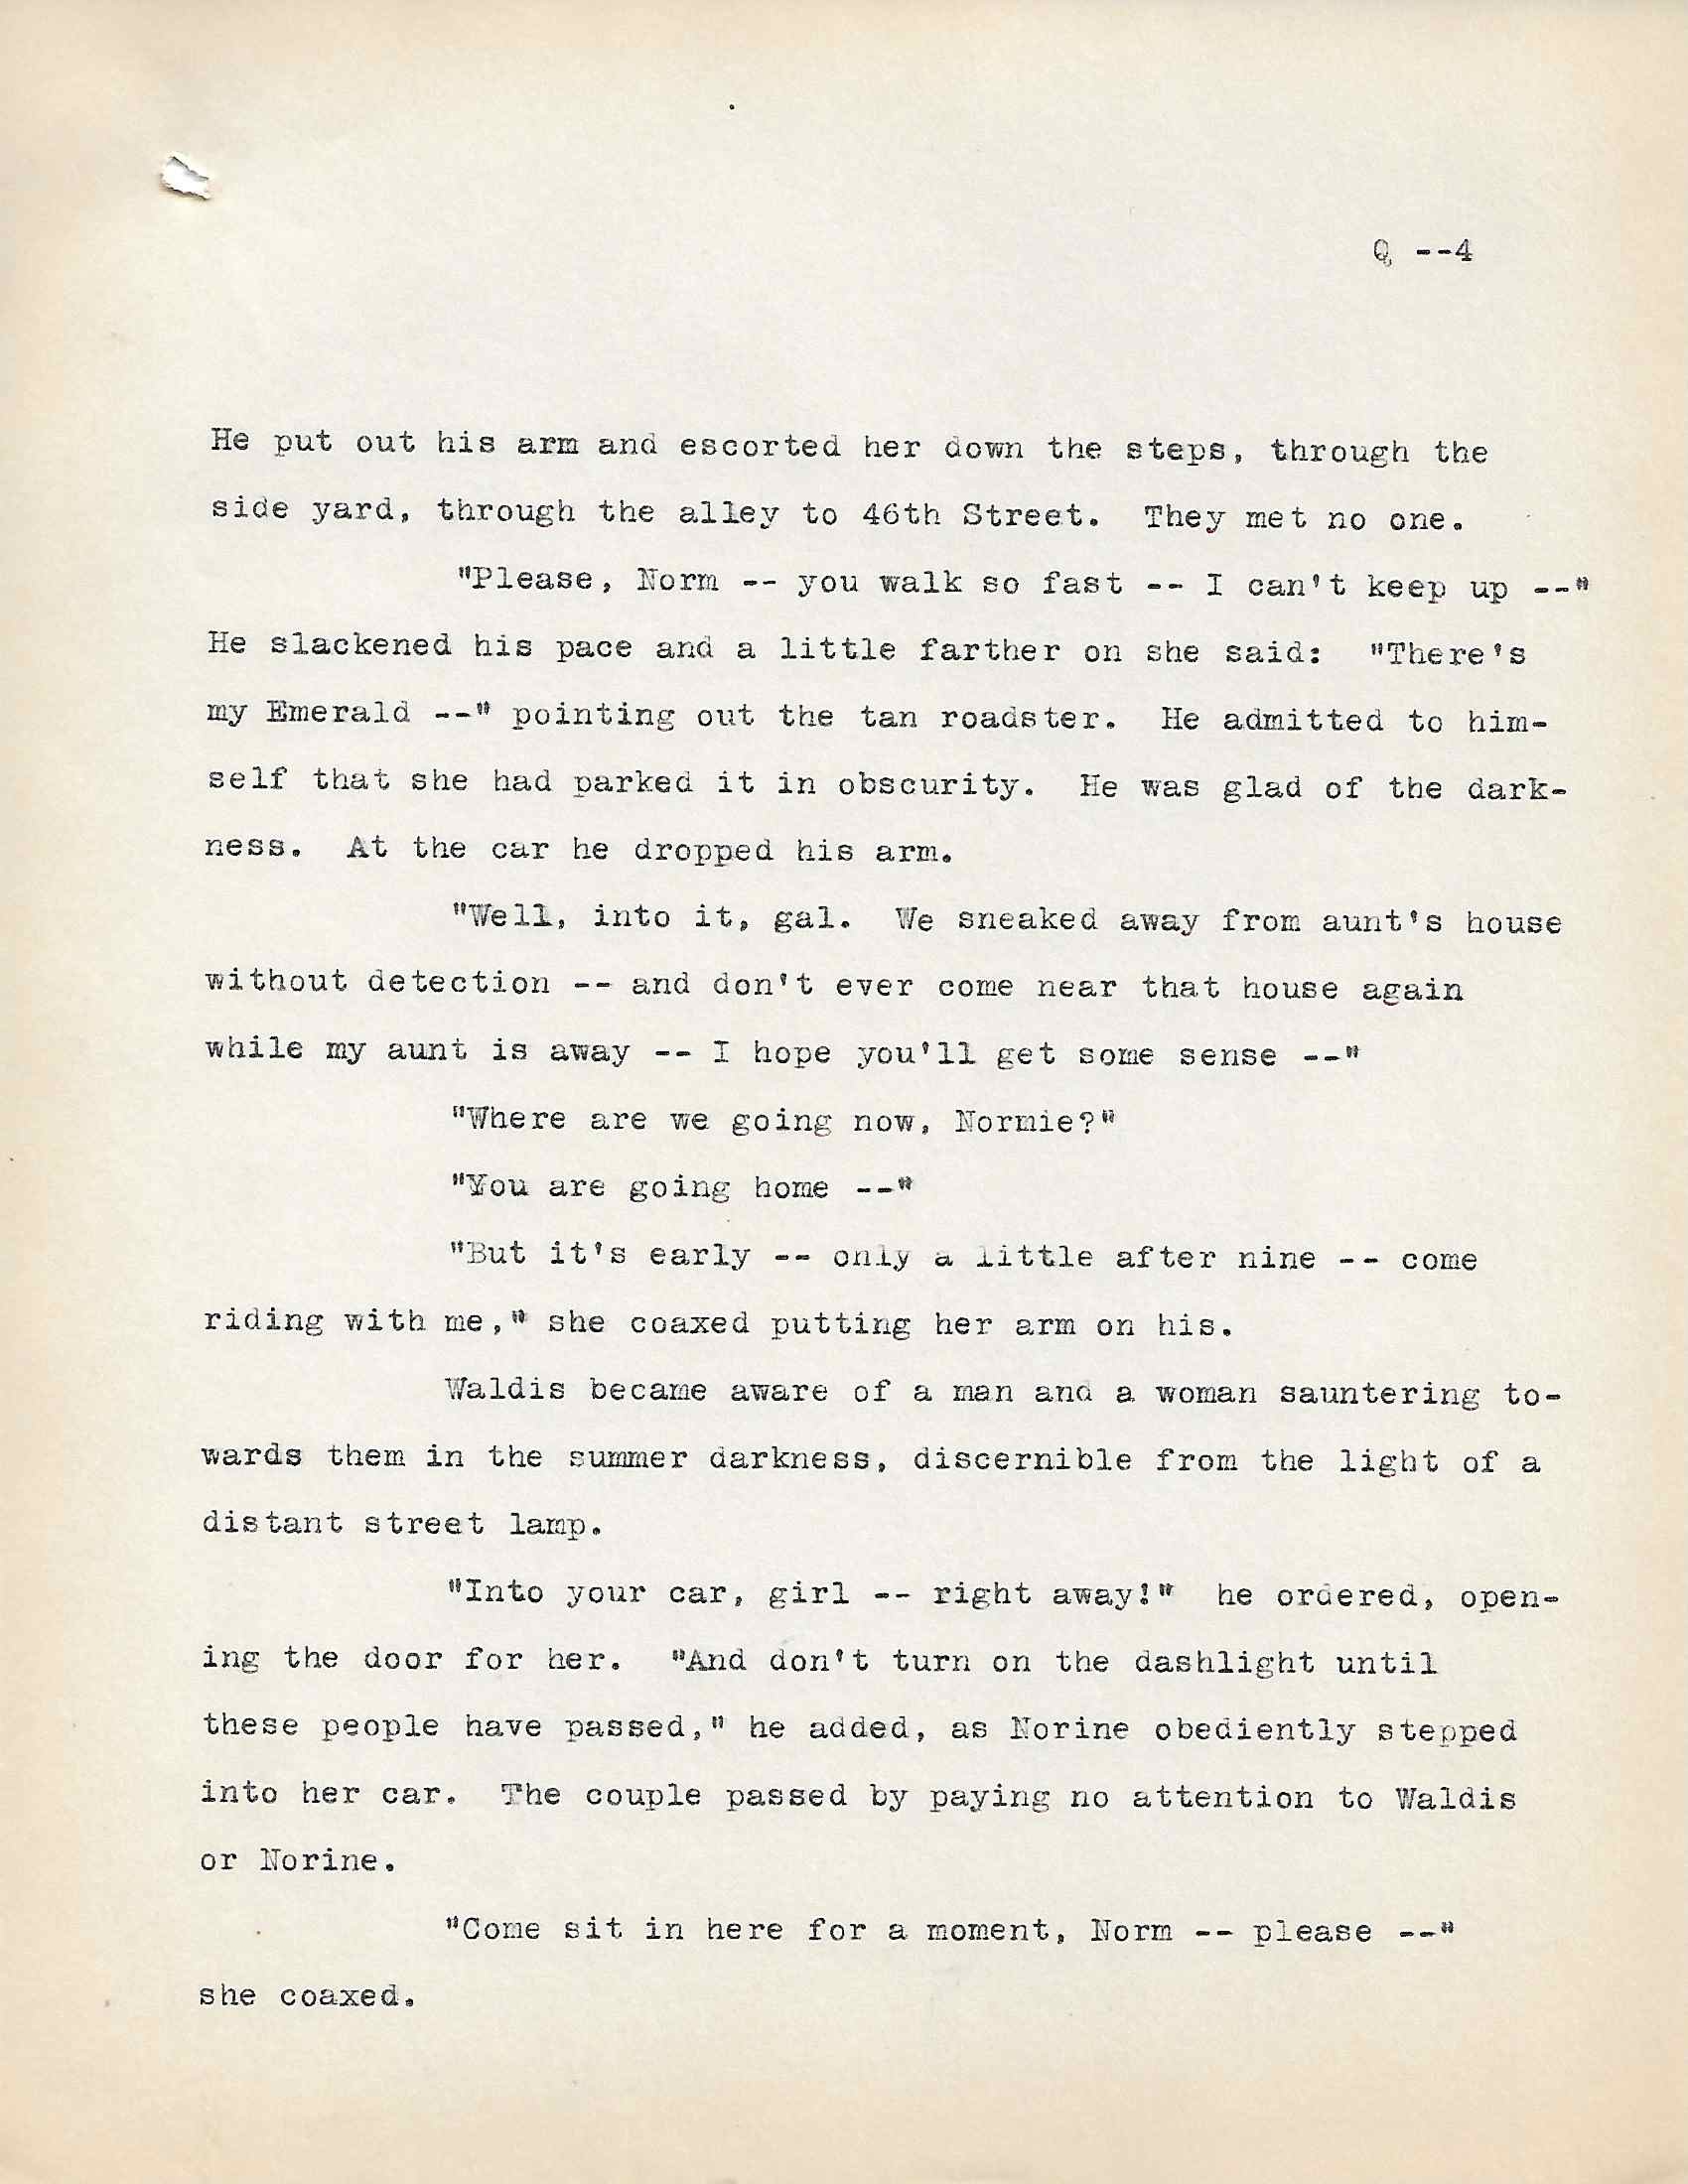 Q --4
He put out his arm and escorted her down the steps, through the
side yard, through the alley to 46th Street.  They met no one.
"Please, Norm -- you walk so fast -- I can't keep up --"
He slackened his pace and a little farther on she said:  "There's
my Emerald --" pointing out the tan roadster.  He admitted to him-
self that she had parked it in obscurity.  He was glad of the dark-
ness.  At the car he dropped his arm.
"Well, into it, gal.  We sneaked away from aunt's house
without detection -- and don't ever come near that house again
while my aunt is away -- I hope you'll get some sense --"
"Where are we going now, Normie?"
"You are going home --"
"But it's early -- only a little after nine -- come
riding with me," she coaxed putting her arm on his.
Waldis became aware of a man and a woman sauntering to-
wards them in the summer darkness, discernible from the light of a
distant street lamp.
"Into your car, girl -- right away!"  he ordered, open-
ing the door for her.  "And don't turn on the dashlight until
these people have passed," he added, as Norine obediently stepped
into her car.  The couple passed by paying no attention to Waldis
or Norine.
"Come sit in here for a moment, Norm -- please --"
she coaxed.